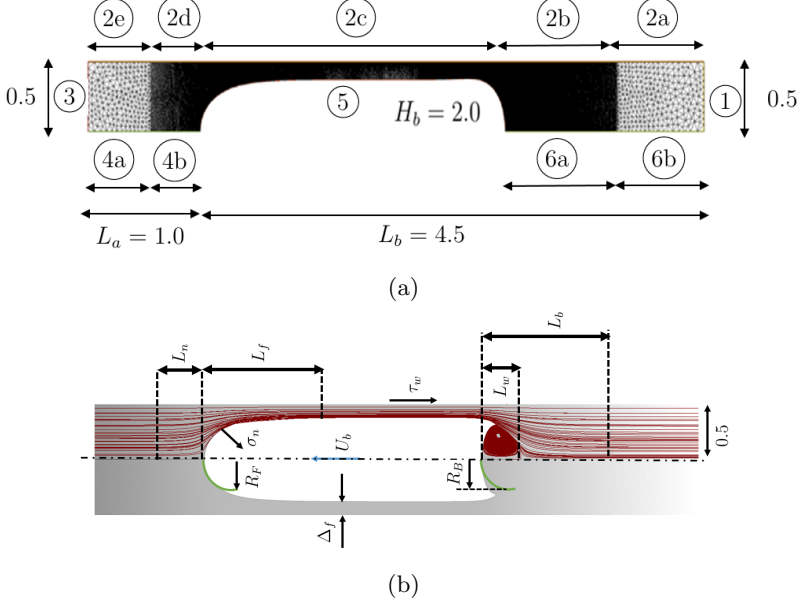 2e 2d 2c 2b 2a
0.5 3 5 H_b = 2.0 1 0.5
4a 4b 6a 6b
L_a = 1.0 L_b = 4.5
(a)
L_n L_f L_w L_b
τ_w
σ_n U_b 0.5
R_F R_B
Δ_f
(b)